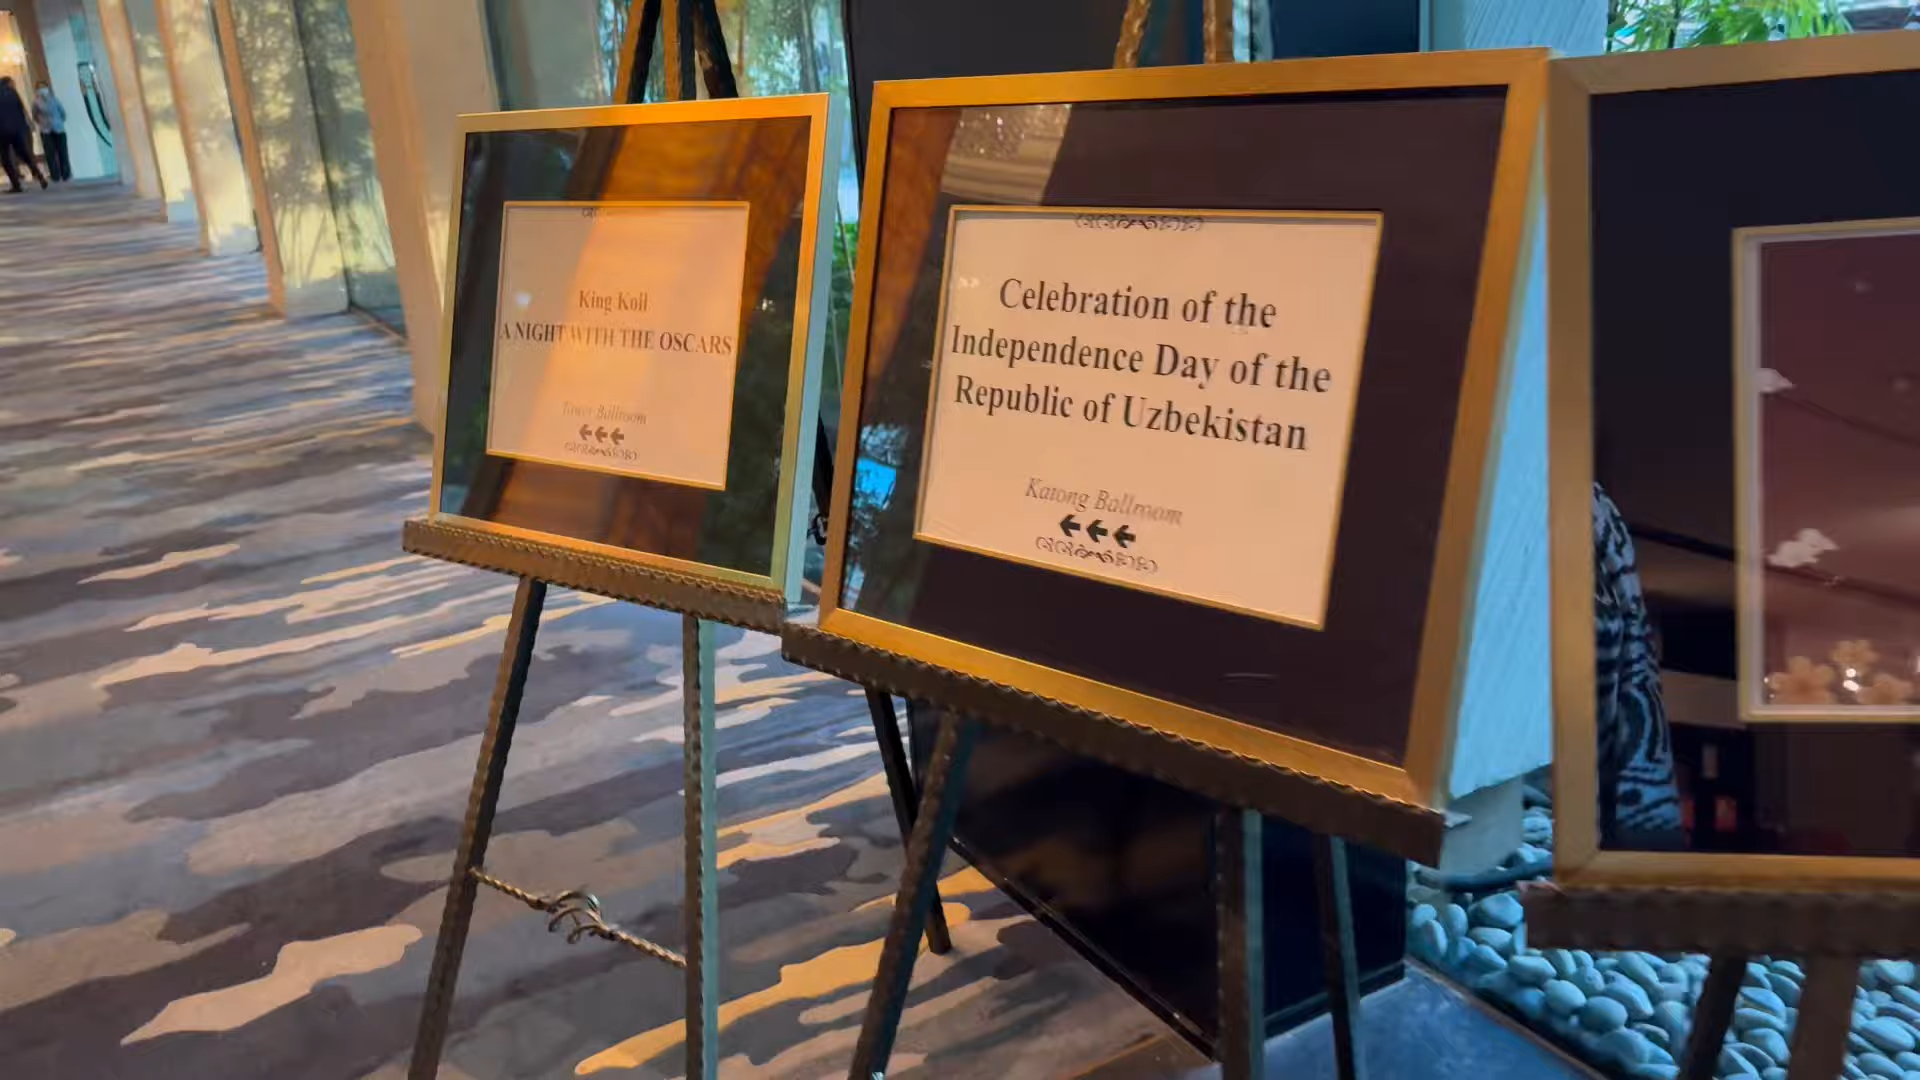 King Koil
A NIGHT WITH THE OSCARS
Tower Ballroom
Celebration of the
Independence Day of the
Republic of Uzbekistan
Katong Ballroom